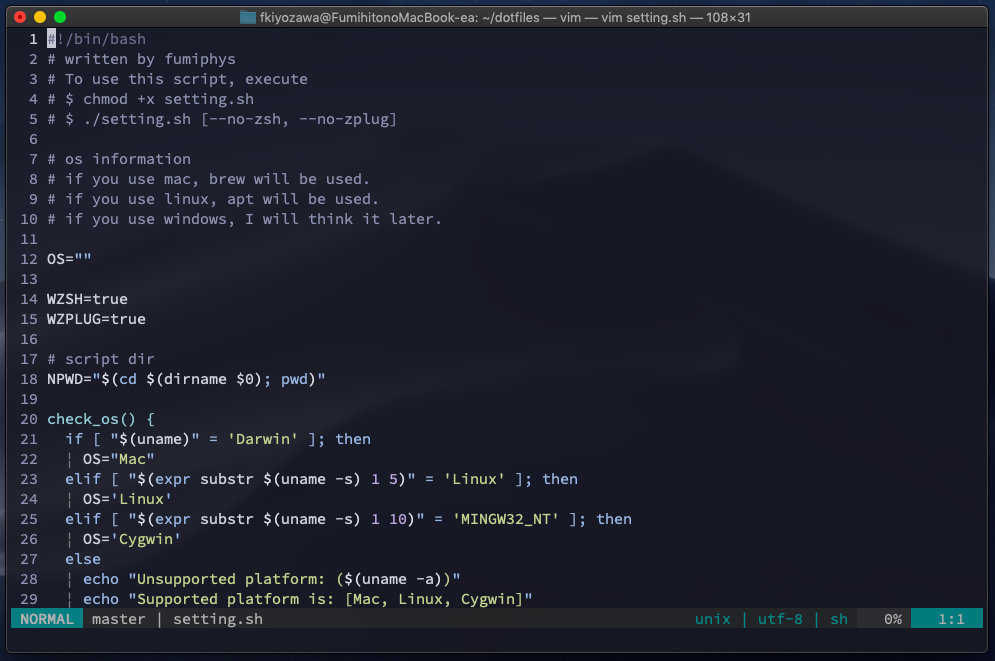 fkiyozawa@FumihitonoMacBook-ea: ~/dotfiles — vim — vim setting.sh — 108×31
1 #!/bin/bash
2 # written by fumiphys
3 # To use this script, execute
4 # $ chmod +x setting.sh
5 # $ ./setting.sh [--no-zsh, --no-zplug]
6
7 # os information
8 # if you use mac, brew will be used.
9 # if you use linux, apt will be used.
10 # if you use windows, I will think it later.
11
12 OS=""
13
14 WZSH=true
15 WZPLUG=true
16
17 # script dir
18 NPWD="$(cd $(dirname $0); pwd)"
19
20 check_os() {
21   if [ "$(uname)" = 'Darwin' ]; then
22   ¦ OS="Mac"
23   elif [ "$(expr substr $(uname -s) 1 5)" = 'Linux' ]; then
24   ¦ OS='Linux'
25   elif [ "$(expr substr $(uname -s) 1 10)" = 'MINGW32_NT' ]; then
26   ¦ OS='Cygwin'
27   else
28   ¦ echo "Unsupported platform: ($(uname -a))"
29   ¦ echo "Supported platform is: [Mac, Linux, Cygwin]"
NORMAL master | setting.sh unix | utf-8 | sh 0% 1:1